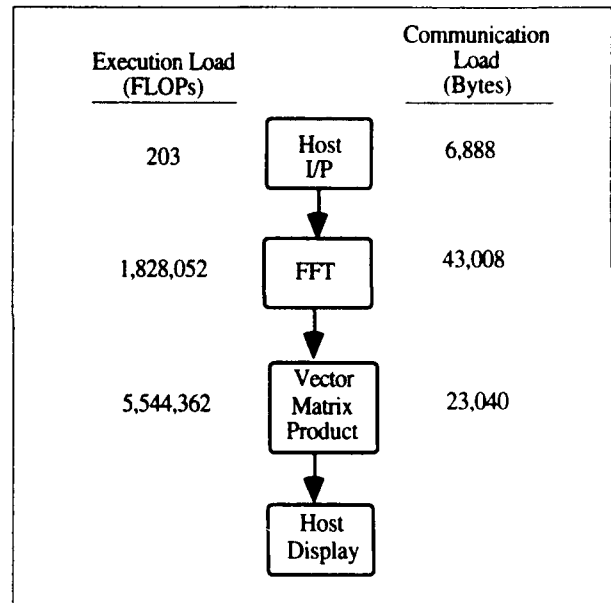 Execution Load
(FLOPs)
Communication
Load
(Bytes)
203
Host
I/P
6,888
1,828,052
FFT
43,008
5,544,362
Vector
Matrix
Product
23,040
Host
Display